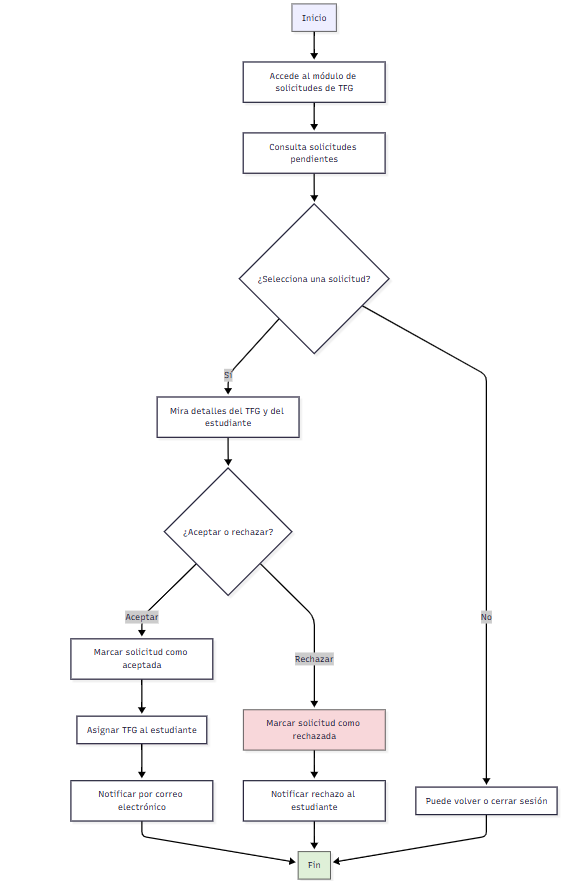 Inicio
Accede al módulo de
solicitudes de TFG
Consulta solicitudes
pendientes
¿Selecciona una solicitud?
Sí
Mira detalles del TFG y del
estudiante
¿Aceptar o rechazar?
Aceptar
Rechazar
No
Marcar solicitud como
aceptada
Asignar TFG al estudiante
Notificar por correo
electrónico
Marcar solicitud como
rechazada
Notificar rechazo al
estudiante
Puede volver o cerrar sesión
Fin